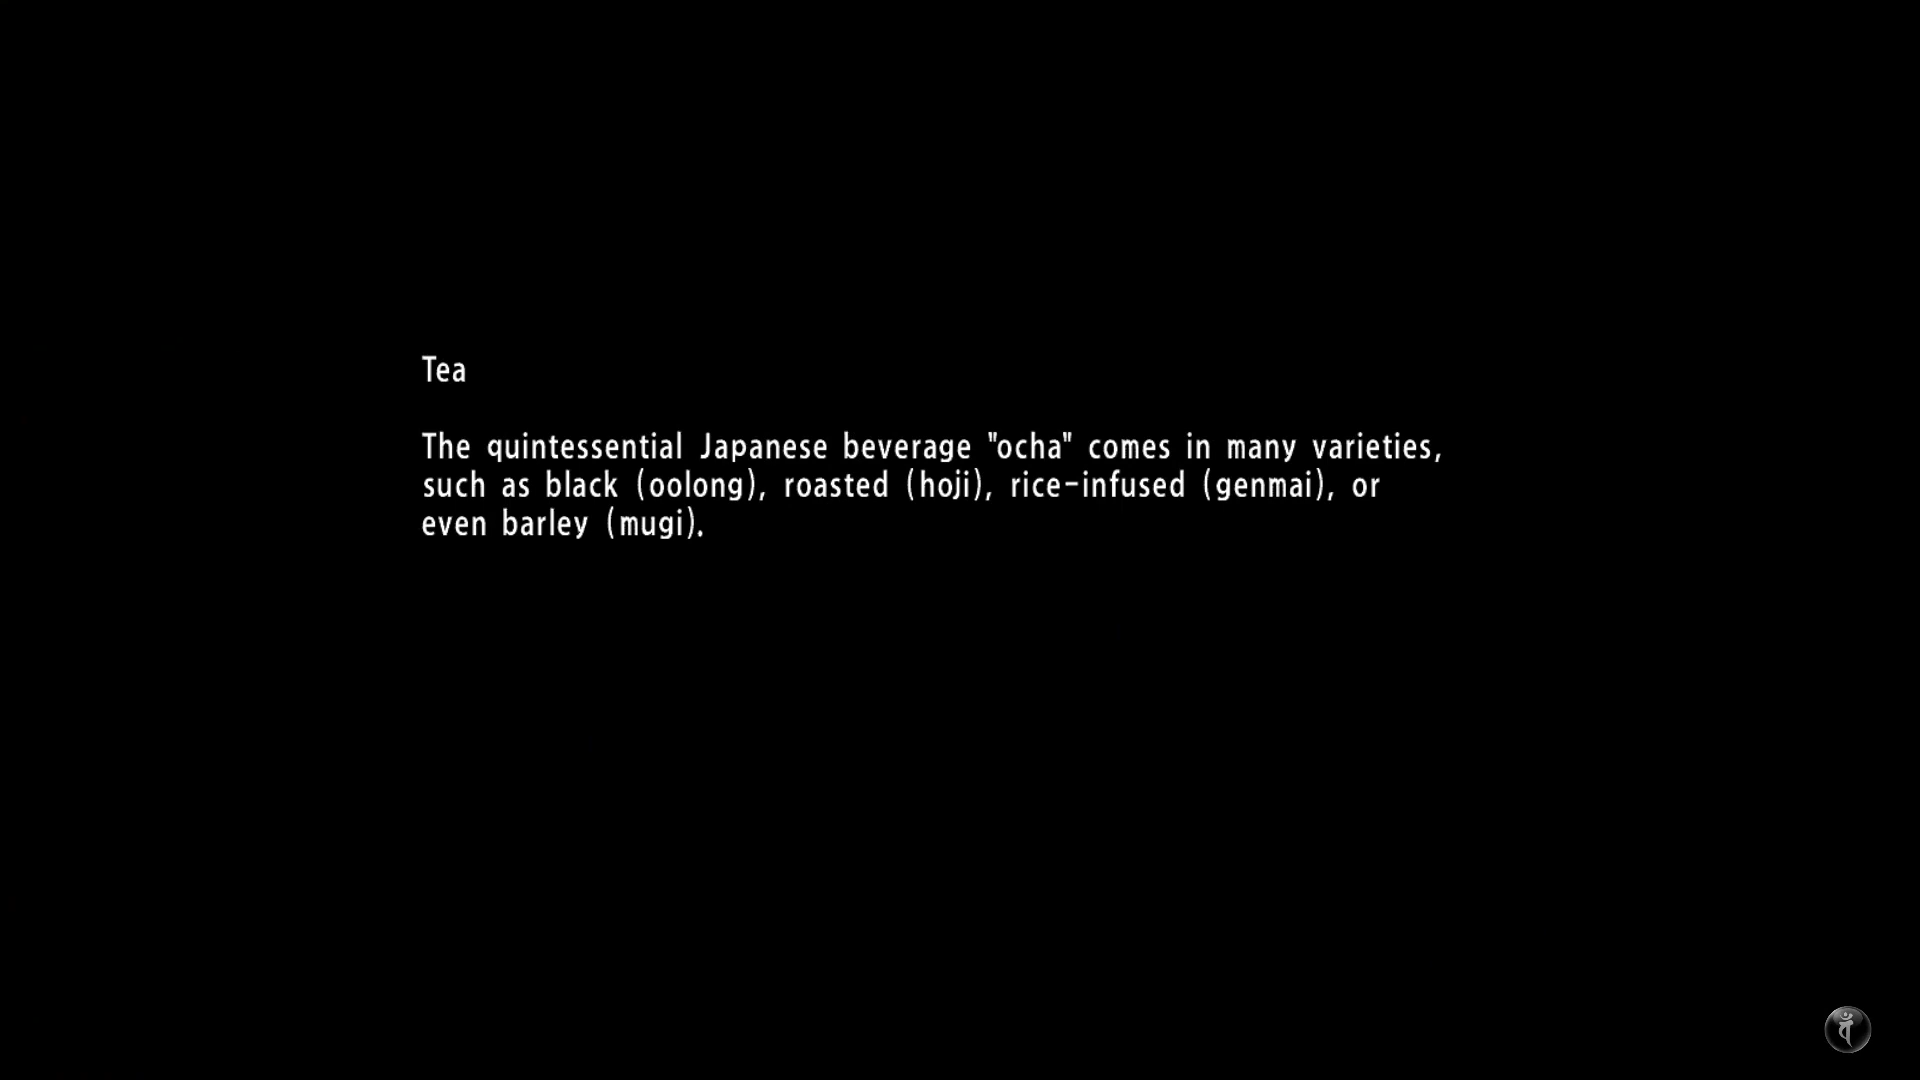 Tea
The quintessential Japanese beverage "ocha" comes in many varieties,
such as black (oolong), roasted (hoji), rice-infused (genmai), or
even barley (mugi).